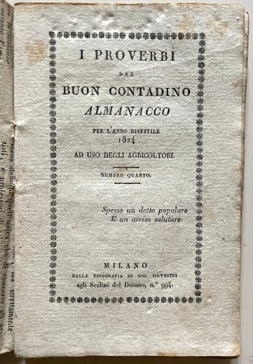 I PROVERBI
DEL
BUON CONTADINO
ALMANACCO
PER L'ANNO BISESTILE
1824
AD USO DEGLI AGRICOLTORI.
NUMERO QUARTO.
Spesso un detto popolare
È un avviso salutare.
MILANO
DALLA TIPOGRAFIA DI GIO. SILVESTRI
agli Scalini del Duomo, n.° 994.